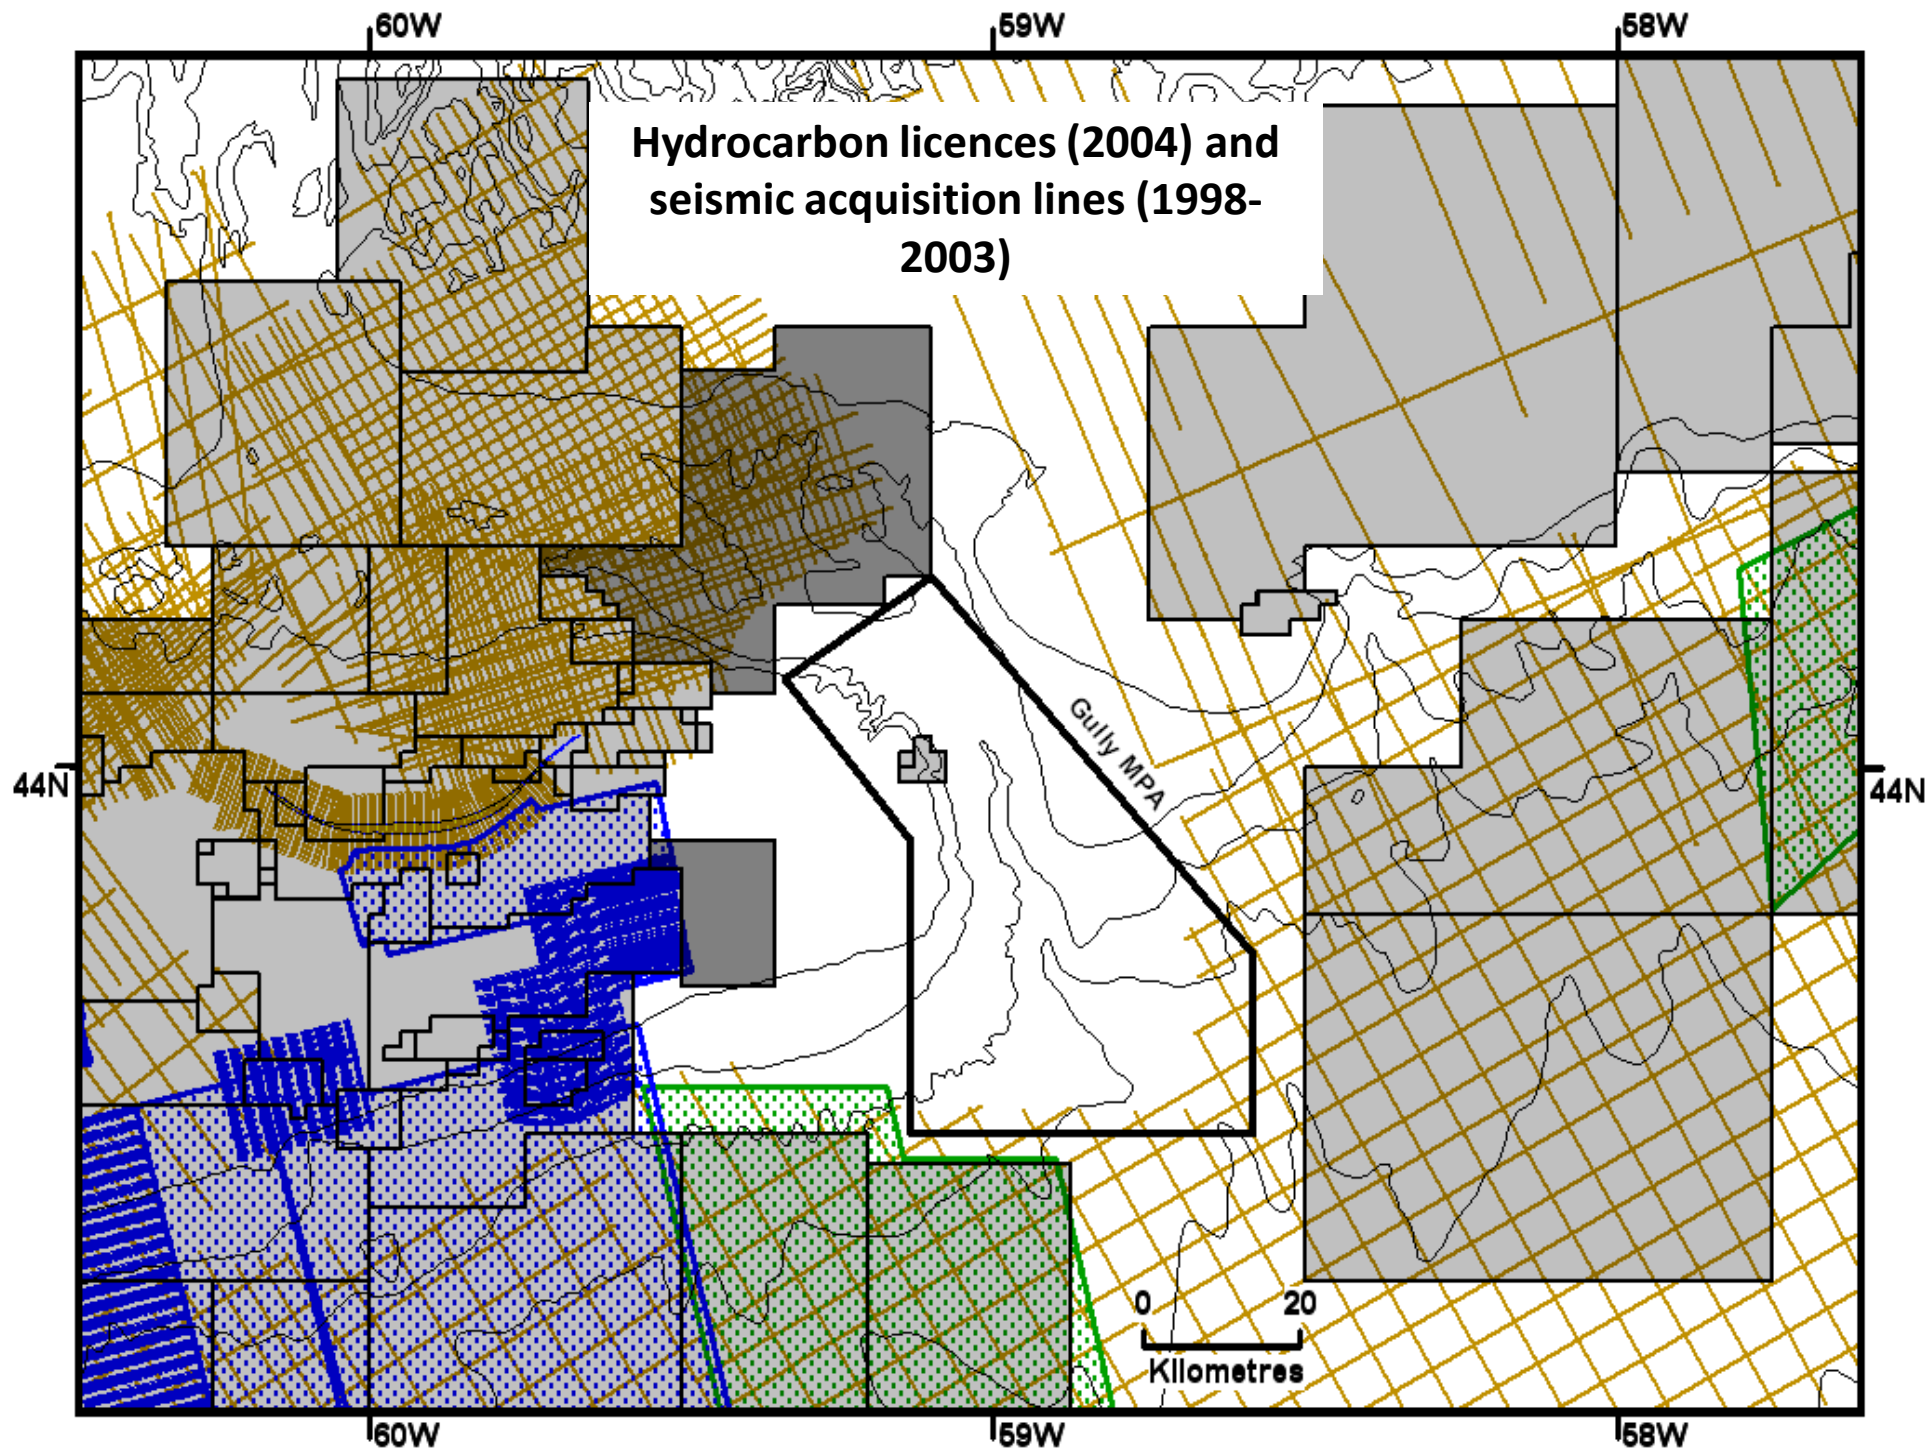 60W
59W
58W
Hydrocarbon licences (2004) and
seismic acquisition lines (1998-
2003)
Gully MPA
44N
44N
0 20
Kilometres
60W
59W
58W